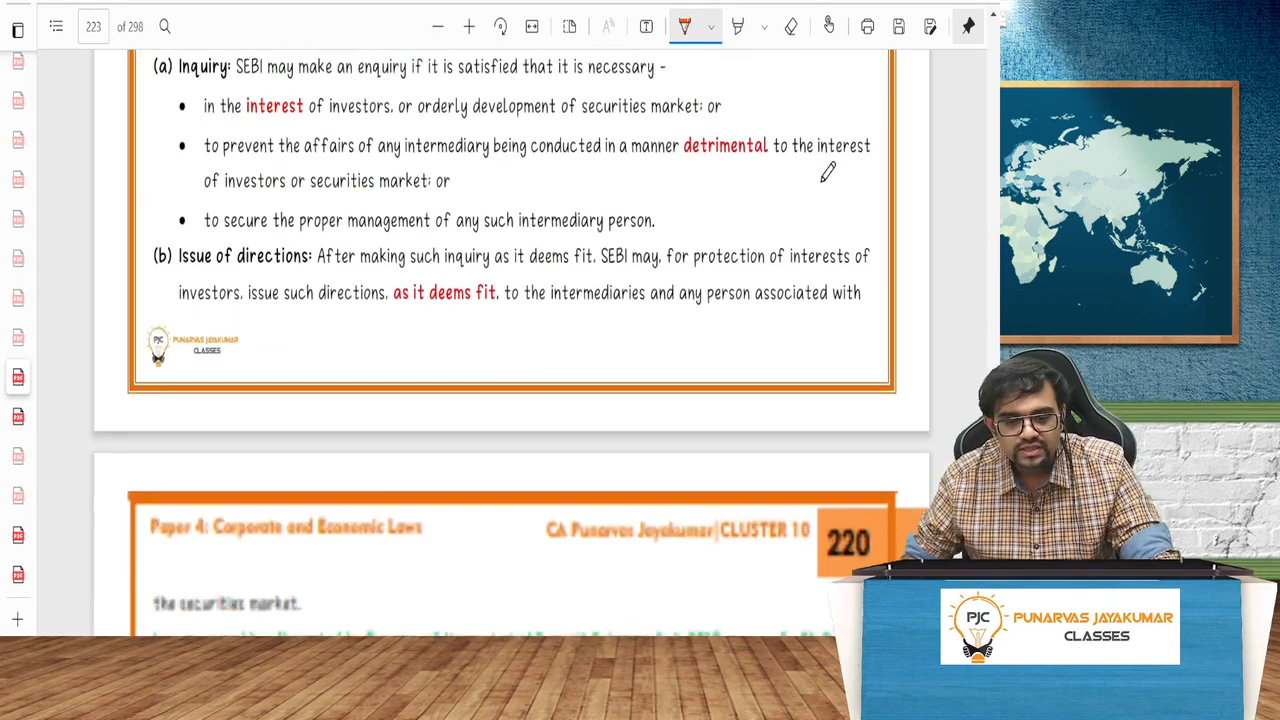 223 of 298
(a) Inquiry: SEBI may make an enquiry if it is satisfied that it is necessary -
• in the interest of investors, or orderly development of securities market; or
• to prevent the affairs of any intermediary being conducted in a manner detrimental to the interest
of investors or securities market; or
• to secure the proper management of any such intermediary person.
(b) Issue of directions: After making such inquiry as it deems fit, SEBI may, for protection of interests of
investors, issue such directions, as it deems fit, to the intermediaries and any person associated with
PJC PUNARVAS JAYAKUMAR
CLASSES
Paper 4: Corporate and Economic Laws
CA Punarvas Jayakumar|CLUSTER 10
220
the securities market.
PJC PUNARVAS JAYAKUMAR
CLASSES